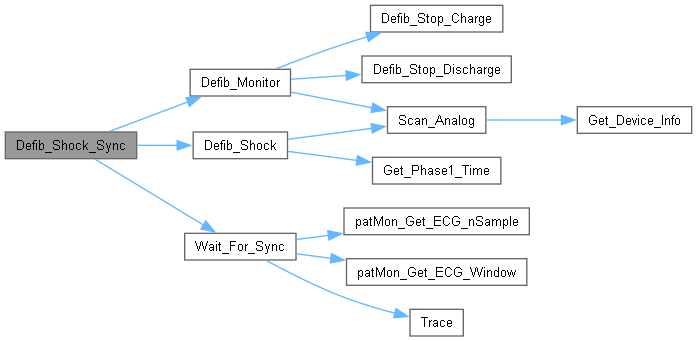 Defib_Stop_Charge
Defib_Monitor
Defib_Stop_Discharge
Scan_Analog
Get_Device_Info
Defib_Shock_Sync
Defib_Shock
Get_Phase1_Time
patMon_Get_ECG_nSample
Wait_For_Sync
patMon_Get_ECG_Window
Trace